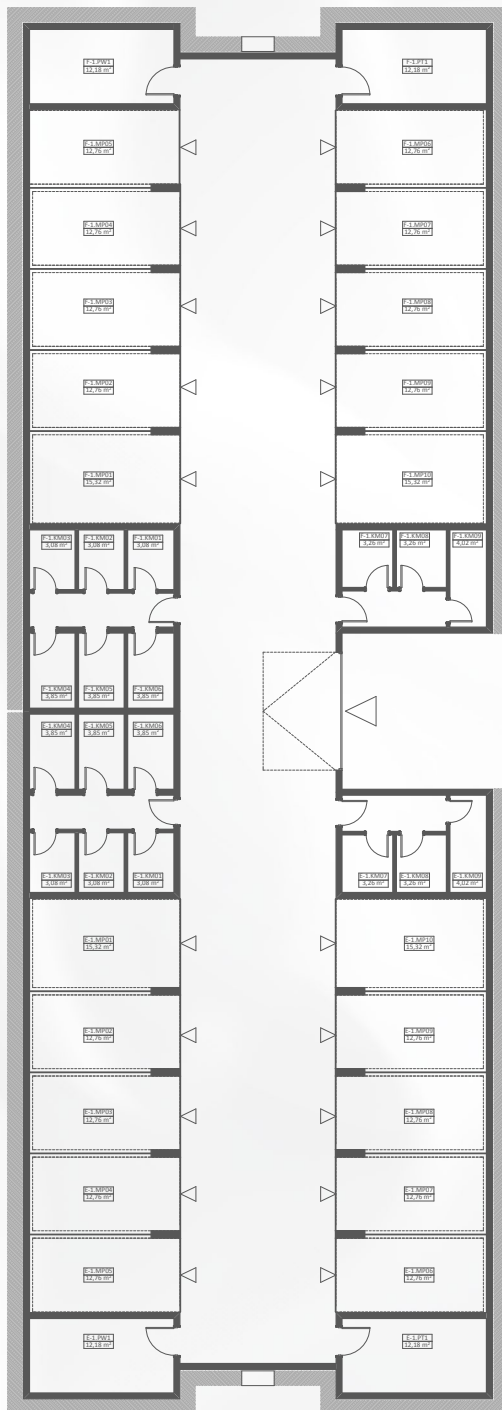 F-1.PW1
12,18 m²
F-1.PT1
12,18 m²
F-1.MP05
12,76 m²
F-1.MP06
12,76 m²
F-1.MP04
12,76 m²
F-1.MP07
12,76 m²
F-1.MP03
12,76 m²
F-1.MP08
12,76 m²
F-1.MP02
12,76 m²
F-1.MP09
12,76 m²
F-1.MP01
15,32 m²
F-1.MP10
15,32 m²
F-1.KM03
3,08 m²
F-1.KM02
3,08 m²
F-1.KM01
3,08 m²
F-1.KM07
3,26 m²
F-1.KM08
3,26 m²
F-1.KM09
4,02 m²
F-1.KM04
3,85 m²
F-1.KM05
3,85 m²
F-1.KM06
3,85 m²
E-1.KM04
3,85 m²
E-1.KM05
3,85 m²
E-1.KM06
3,85 m²
E-1.KM03
3,08 m²
E-1.KM02
3,08 m²
E-1.KM01
3,08 m²
E-1.KM07
3,26 m²
E-1.KM08
3,26 m²
E-1.KM09
4,02 m²
E-1.MP01
15,32 m²
E-1.MP10
15,32 m²
E-1.MP02
12,76 m²
E-1.MP09
12,76 m²
E-1.MP03
12,76 m²
E-1.MP08
12,76 m²
E-1.MP04
12,76 m²
E-1.MP07
12,76 m²
E-1.MP05
12,76 m²
E-1.MP06
12,76 m²
E-1.PW1
12,18 m²
E-1.PT1
12,18 m²